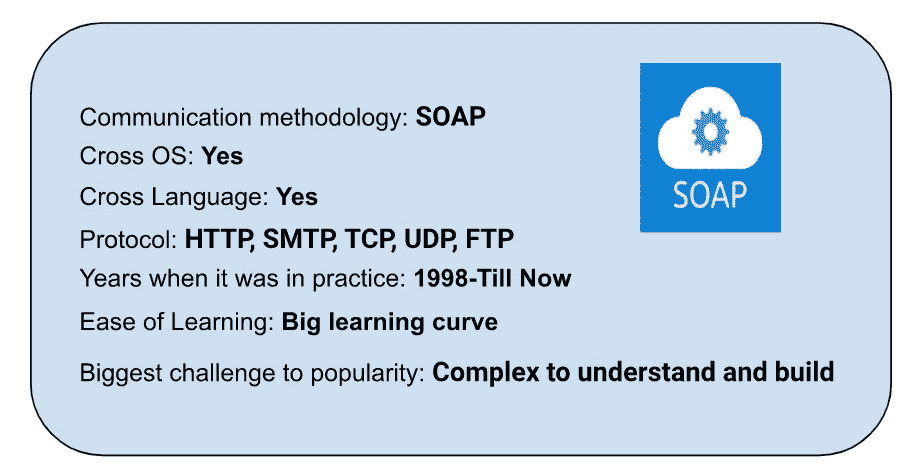 Communication methodology: SOAP
Cross OS: Yes
Cross Language: Yes
Protocol: HTTP, SMTP, TCP, UDP, FTP
Years when it was in practice: 1998-Till Now
Ease of Learning: Big learning curve
Biggest challenge to popularity: Complex to understand and build
SOAP